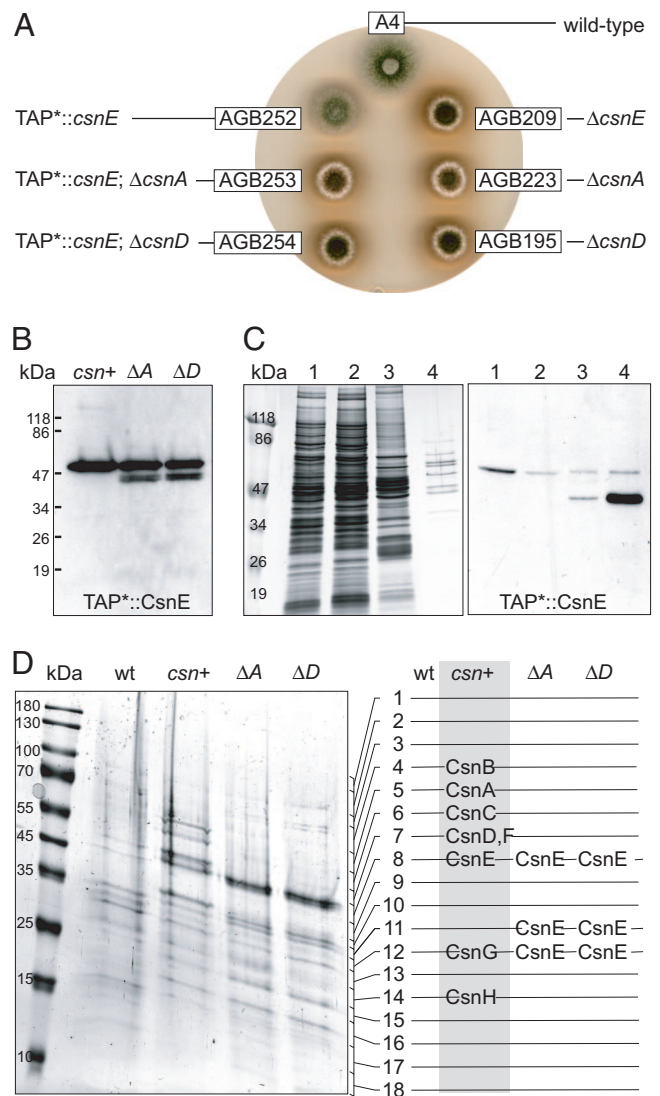 A
A4 wild-type
TAP*::csnE AGB252 AGB209 ΔcsnE
TAP*::csnE; ΔcsnA AGB253 AGB223 ΔcsnA
TAP*::csnE; ΔcsnD AGB254 AGB195 ΔcsnD
B
kDa csn+ ΔA ΔD
118
86
47
34
26
19
TAP*::CsnE
C
kDa 1 2 3 4 1 2 3 4
118
86
47
34
26
19
TAP*::CsnE
D
kDa wt csn+ ΔA ΔD
180
130
100
70
55
45
35
25
15
10
wt csn+ ΔA ΔD
1
2
3
4 CsnB
5 CsnA
6 CsnC
7 CsnD,F
8 CsnE CsnE CsnE
9
10
11 CsnE CsnE
12 CsnG CsnE CsnE
13
14 CsnH
15
16
17
18